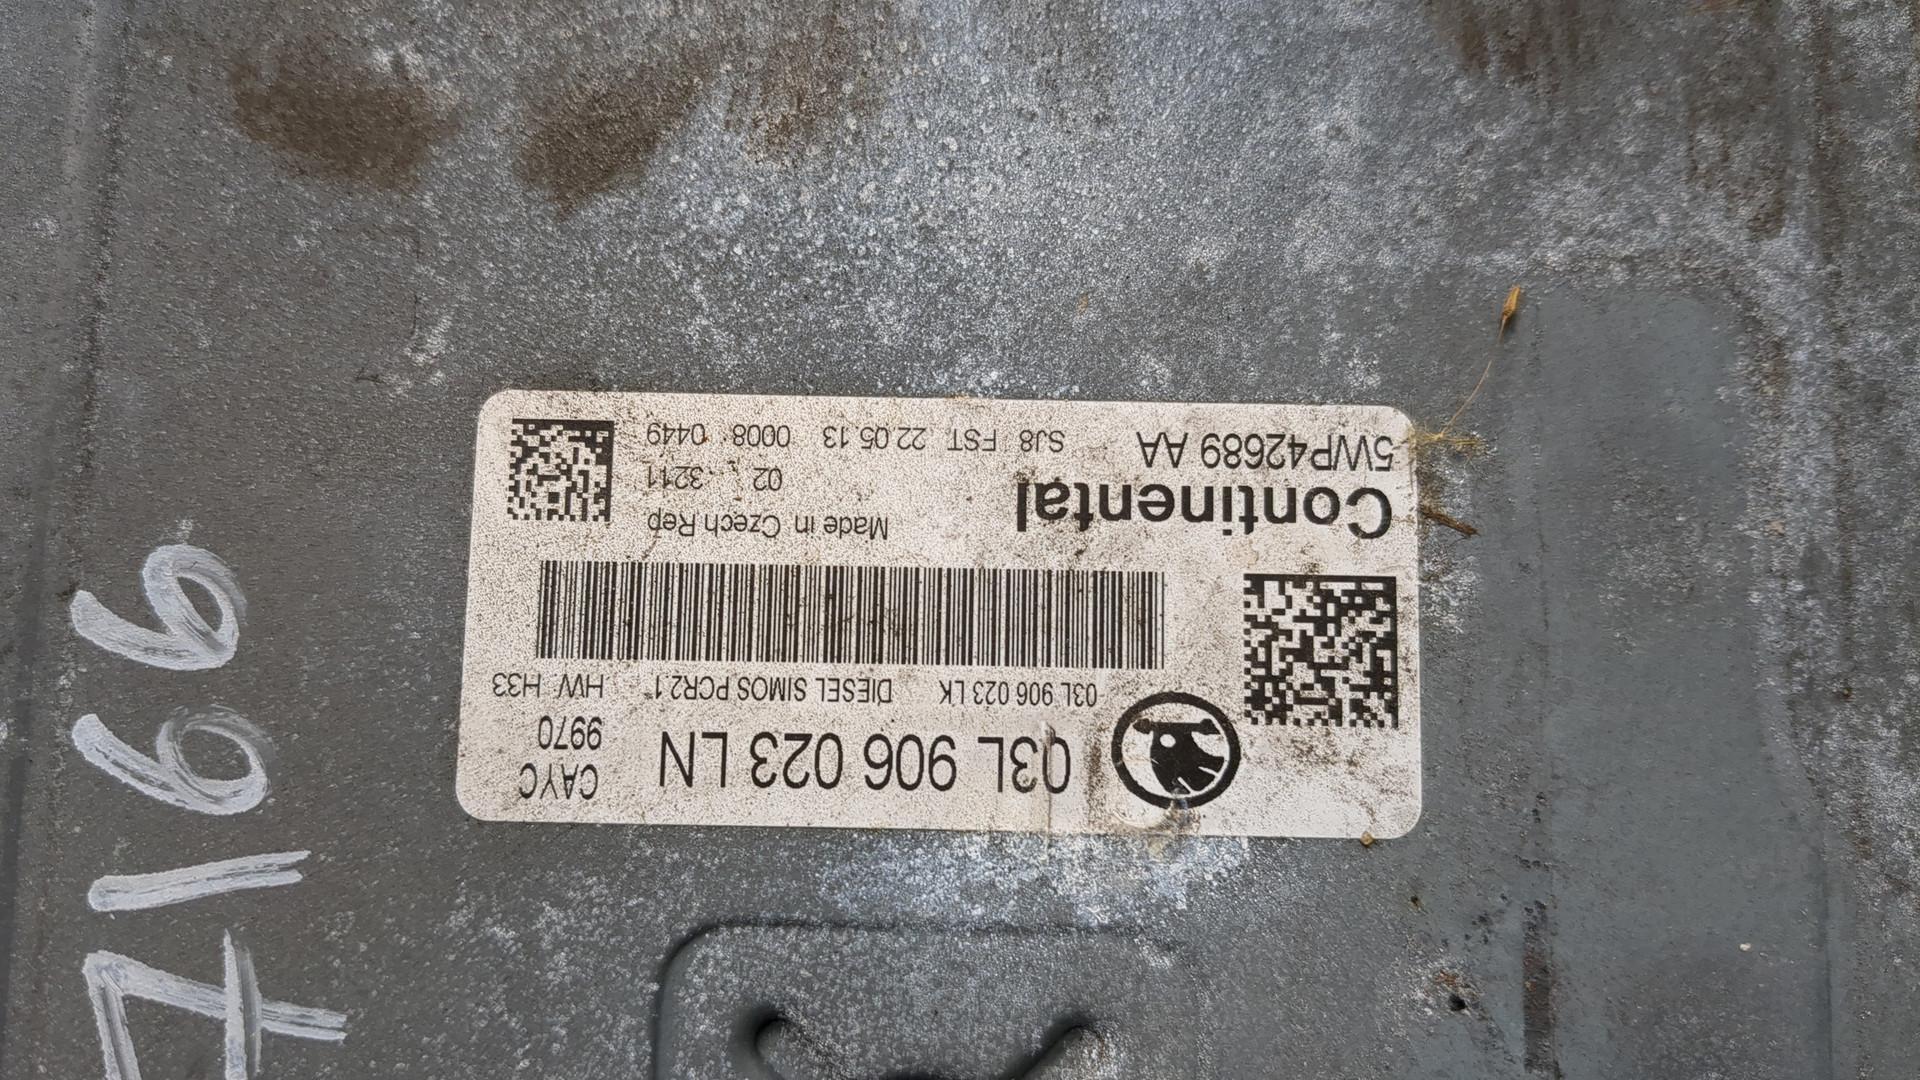 03L 906 023 LN
CAYC
9970
03L 906 023 LK DIESEL SIMOS PCR2.1 HW H33
Continental
Made in Czech Rep
02 3211
5WP42689 AA
SJ8 FST 22.05.13 0008 0449
7166